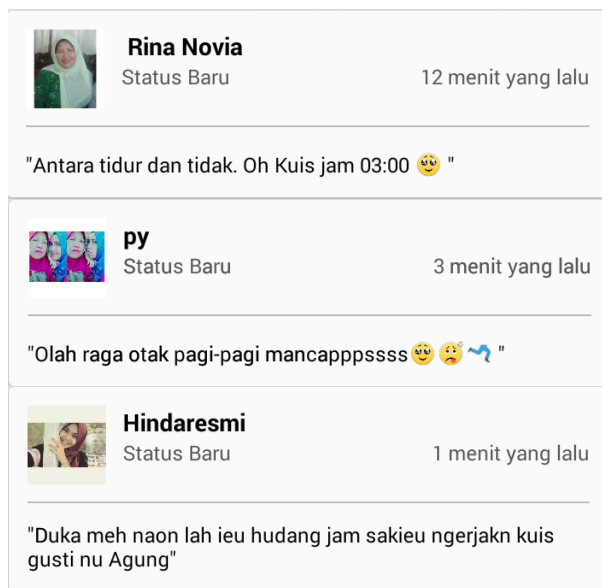 Rina Novia
Status Baru 12 menit yang lalu
"Antara tidur dan tidak. Oh Kuis jam 03:00 🥺 "
py
Status Baru 3 menit yang lalu
"Olah raga otak pagi-pagi mancapppssss🥺😧 "
Hindaresmi
Status Baru 1 menit yang lalu
"Duka meh naon lah ieu hudang jam sakieu ngerjakn kuis
gusti nu Agung"